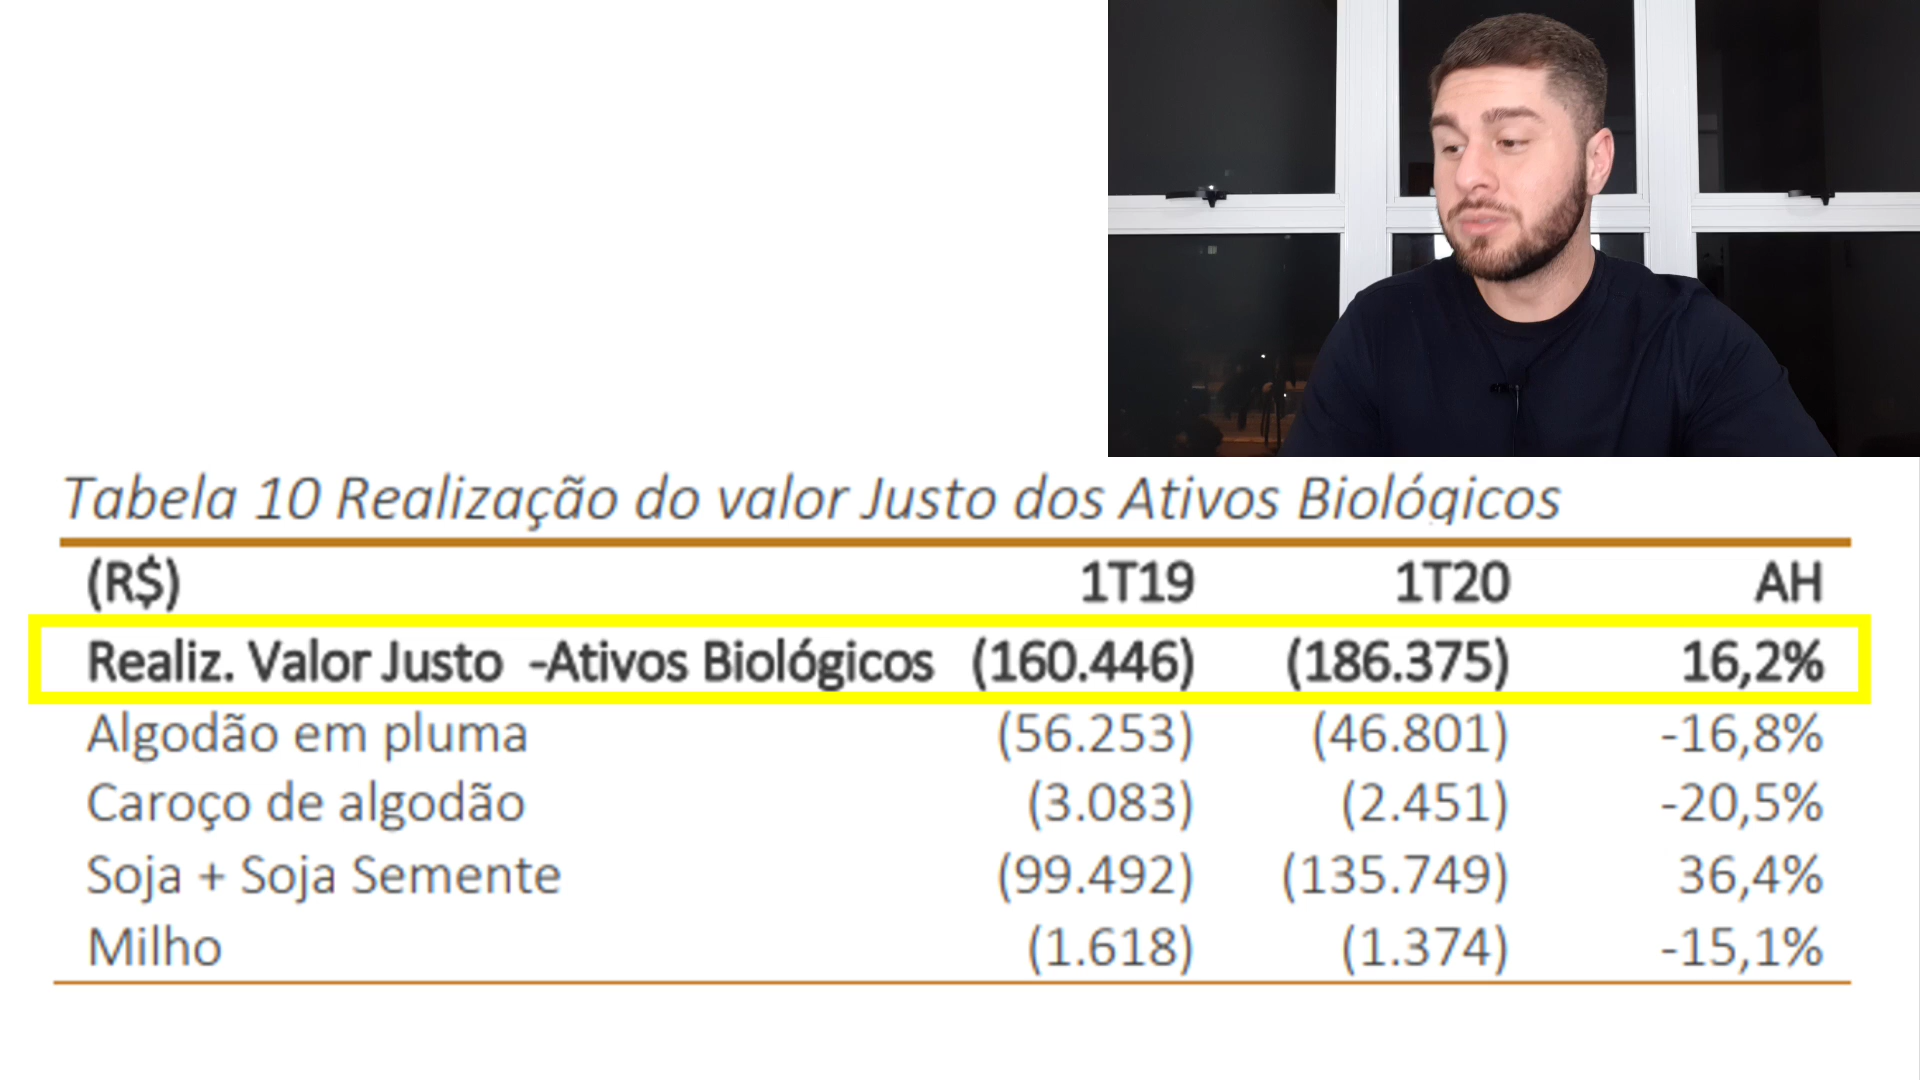 Tabela 10 Realização do valor Justo dos Ativos Biológicos
(R$) 1T19 1T20 AH
Realiz. Valor Justo -Ativos Biológicos (160.446) (186.375) 16,2%
Algodão em pluma (56.253) (46.801) -16,8%
Caroço de algodão (3.083) (2.451) -20,5%
Soja + Soja Semente (99.492) (135.749) 36,4%
Milho (1.618) (1.374) -15,1%